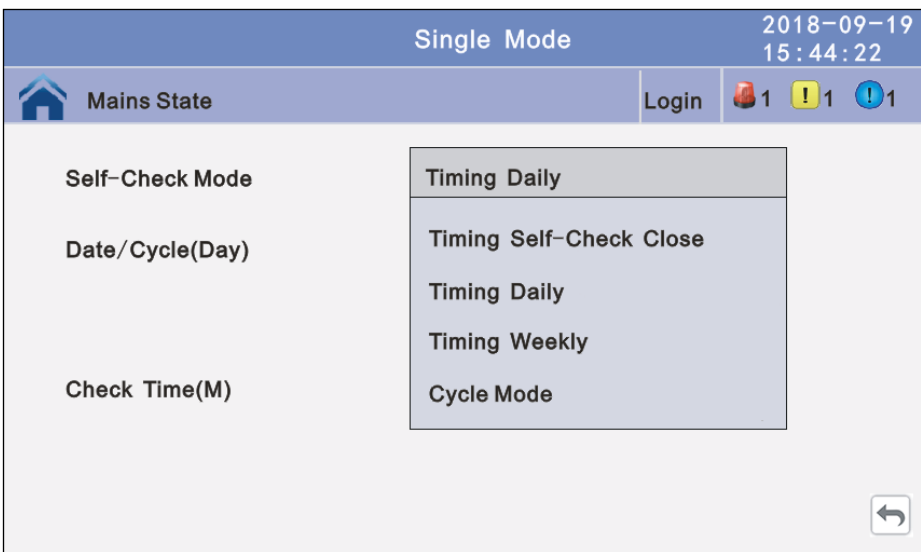 Single Mode
2018-09-19
15:44:22
Mains State
Login
1
! 1
! 1
Self-Check Mode
Timing Daily
Date/Cycle(Day)
Timing Self-Check Close
Timing Daily
Timing Weekly
Check Time(M)
Cycle Mode